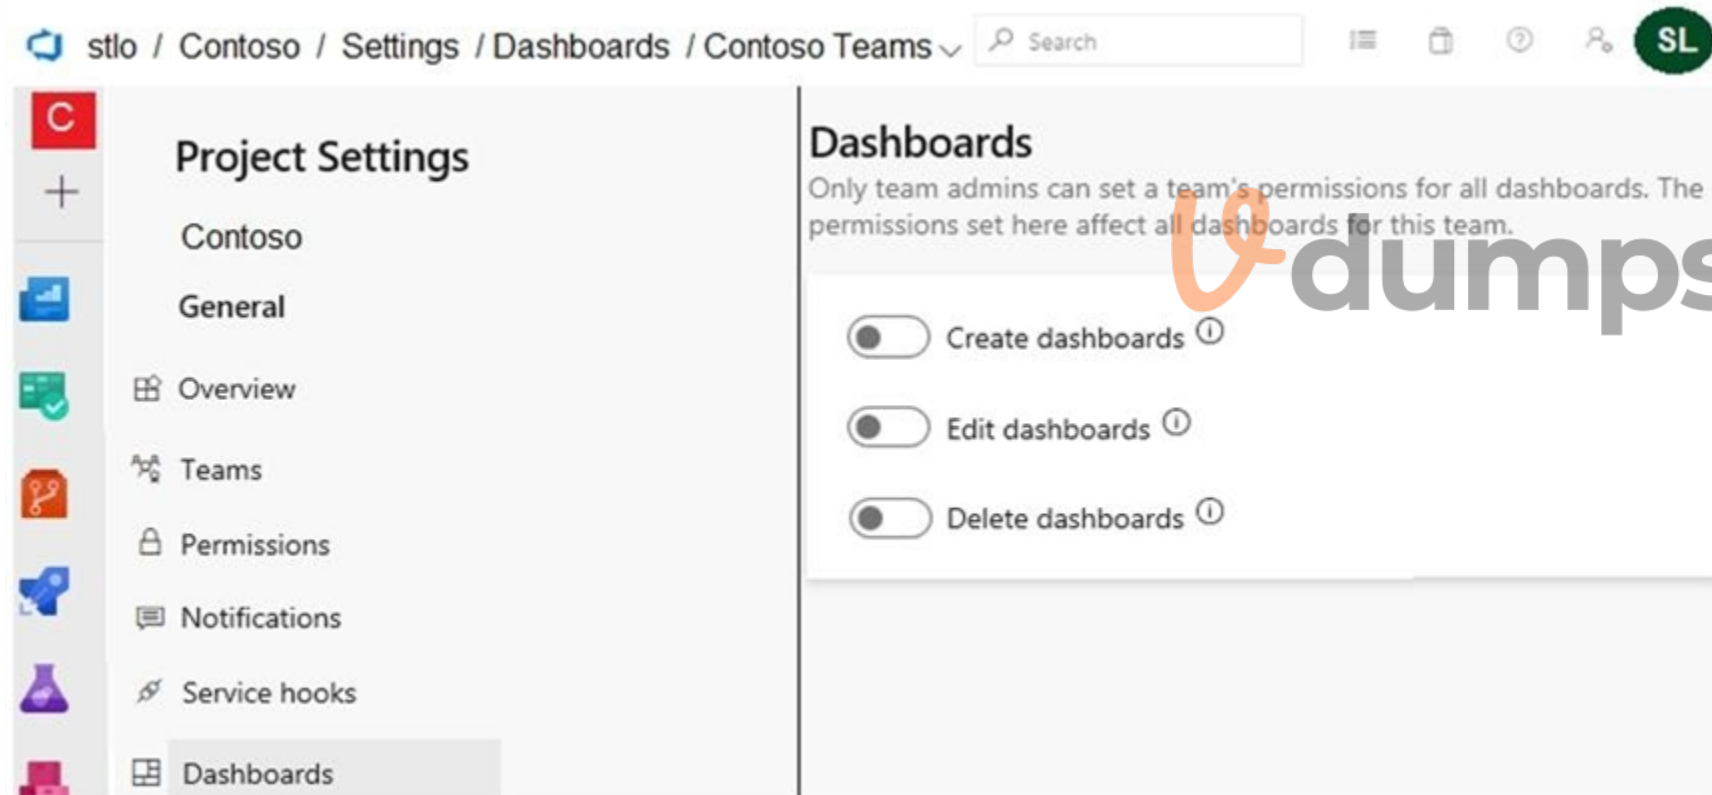 stlo / Contoso / Settings / Dashboards / Contoso Teams
Search
SL
C
Project Settings
Contoso
General
Overview
Teams
Permissions
Notifications
Service hooks
Dashboards
Dashboards
Only team admins can set a team's permissions for all dashboards. The
permissions set here affect all dashboards for this team.
dumps
Create dashboards
Edit dashboards
Delete dashboards